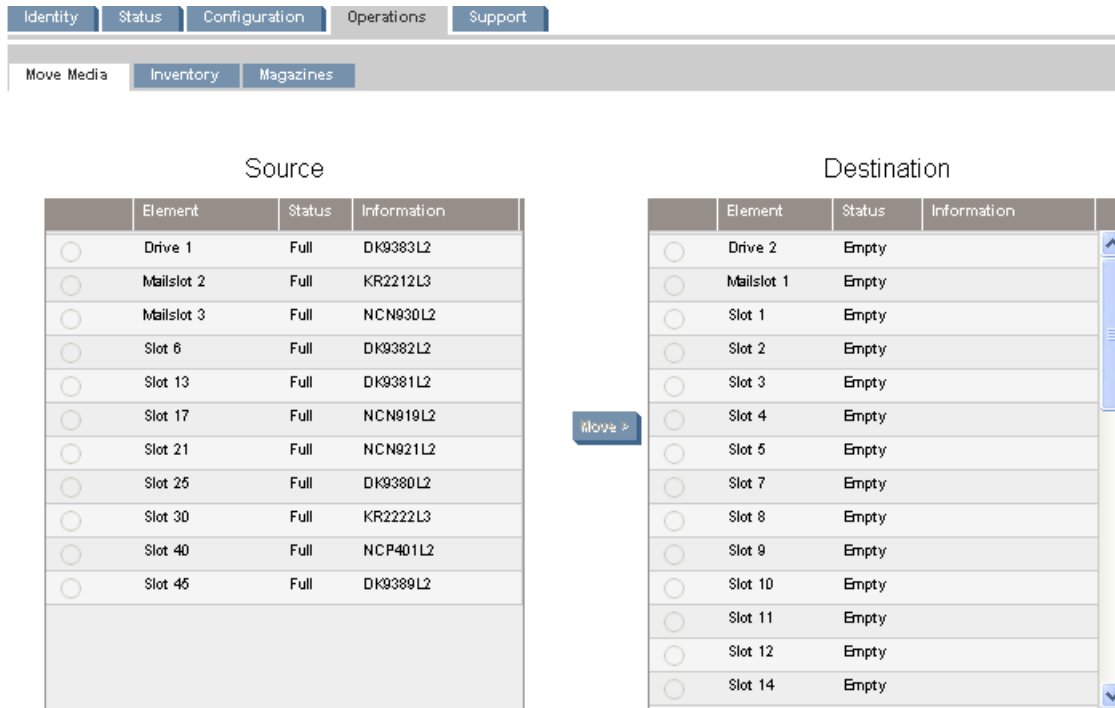 Identity Status Configuration Operations Support
Move Media Inventory Magazines
Source
Element Status Information
Drive 1 Full DK9383L2
Mailslot 2 Full KR2212L3
Mailslot 3 Full NCN930L2
Slot 6 Full DK9382L2
Slot 13 Full DK9381L2
Slot 17 Full NCN919L2
Slot 21 Full NCN921L2
Slot 25 Full DK9380L2
Slot 30 Full KR2222L3
Slot 40 Full NCP401L2
Slot 45 Full DK9389L2
Move >
Destination
Element Status Information
Drive 2 Empty
Mailslot 1 Empty
Slot 1 Empty
Slot 2 Empty
Slot 3 Empty
Slot 4 Empty
Slot 5 Empty
Slot 7 Empty
Slot 8 Empty
Slot 9 Empty
Slot 10 Empty
Slot 11 Empty
Slot 12 Empty
Slot 14 Empty